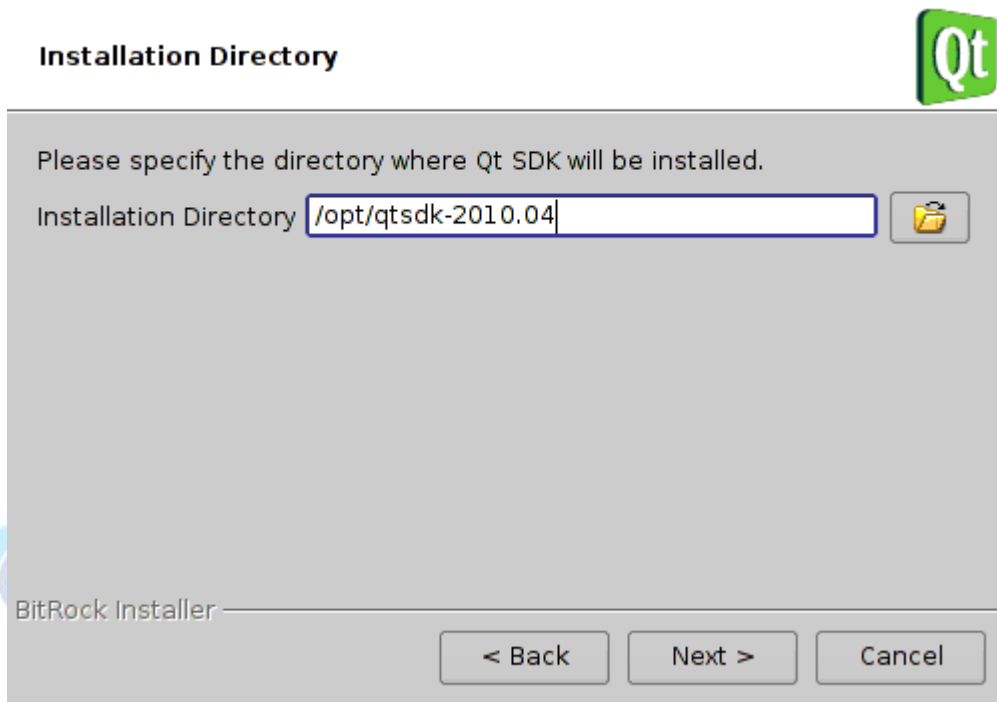 Installation Directory
Qt
Please specify the directory where Qt SDK will be installed.
Installation Directory /opt/qtsdk-2010.04
BitRock Installer
< Back Next > Cancel